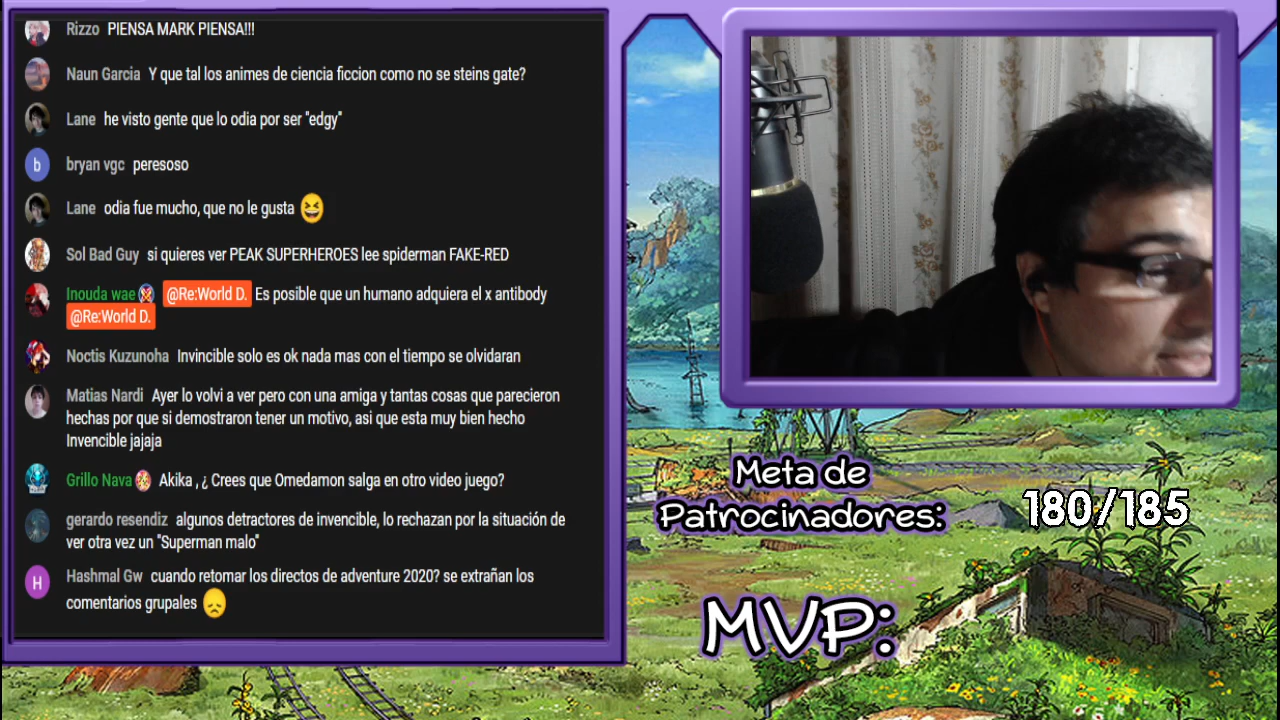 Rizzo PIENSA MARK PIENSA!!!
Naun Garcia Y que tal los animes de ciencia ficcion como no se steins gate?
Lane he visto gente que lo odia por ser "edgy"
b bryan vgc peresoso
Lane odia fue mucho, que no le gusta
Sol Bad Guy si quieres ver PEAK SUPERHEROES lee spiderman FAKE-RED
Inouda wae @Re:World D. Es posible que un humano adquiera el x antibody
@Re:World D.
Noctis Kuzunoha Invincible solo es ok nada mas con el tiempo se olvidaran
Matias Nardi Ayer lo volvi a ver pero con una amiga y tantas cosas que parecieron
hechas por que si demostraron tener un motivo, asi que esta muy bien hecho
Invencible jajaja
Grillo Nava Akika , ¿ Crees que Omedamon salga en otro video juego?
gerardo resendiz algunos detractores de invencible, lo rechazan por la situación de
ver otra vez un "Superman malo"
H Hashmal Gw cuando retomar los directos de adventure 2020? se extrañan los
comentarios grupales
Meta de
Patrocinadores:
180/185
MVP: